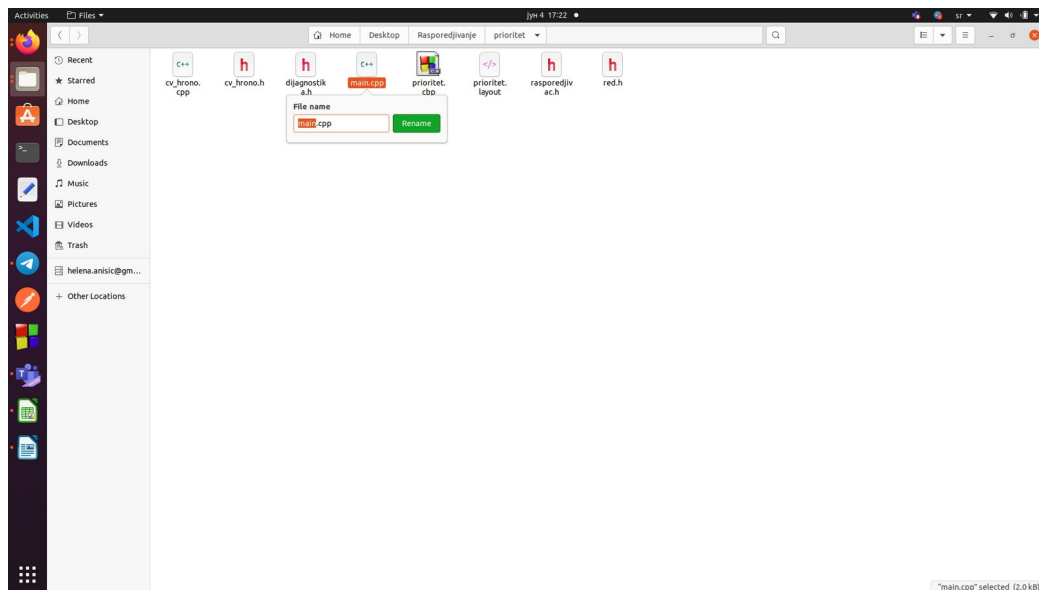 Activities
Files
јун 4 17:22
sr
Home
Desktop
Rasporedjivanje
prioritet
Recent
Starred
Home
Desktop
Documents
Downloads
Music
Pictures
Videos
Trash
helena.anisic@gm...
+ Other Locations
C++
cv_hrono.
cpp
h
cv_hrono.h
h
dijagnostik
a.h
C++
main.cpp
prioritet.
cbp
</>
prioritet.
layout
h
rasporedjiv
ac.h
h
red.h
File name
main.cpp
Rename
"main.cpp" selected (2,0 kB)